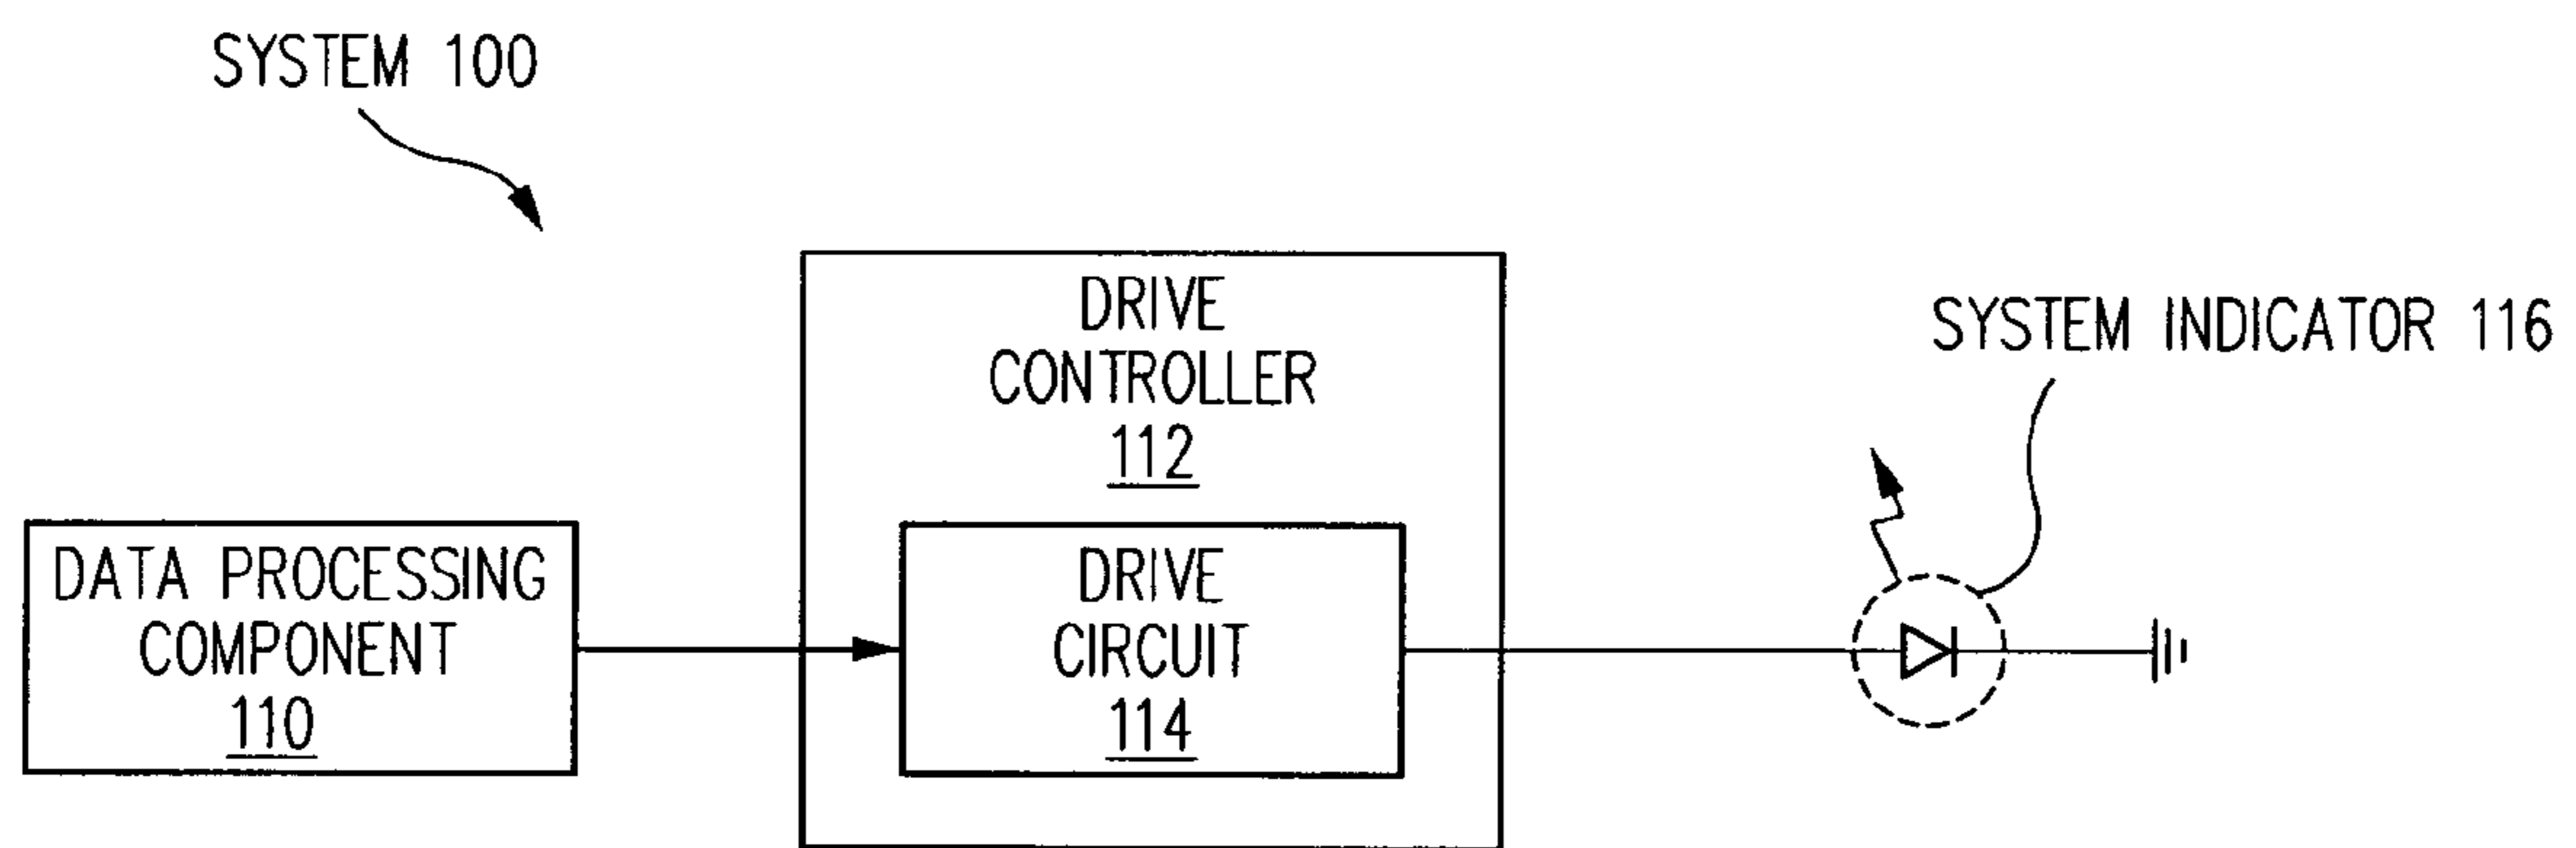 SYSTEM 100
DRIVE
CONTROLLER
112
SYSTEM INDICATOR 116
DATA PROCESSING
COMPONENT
110
DRIVE
CIRCUIT
114